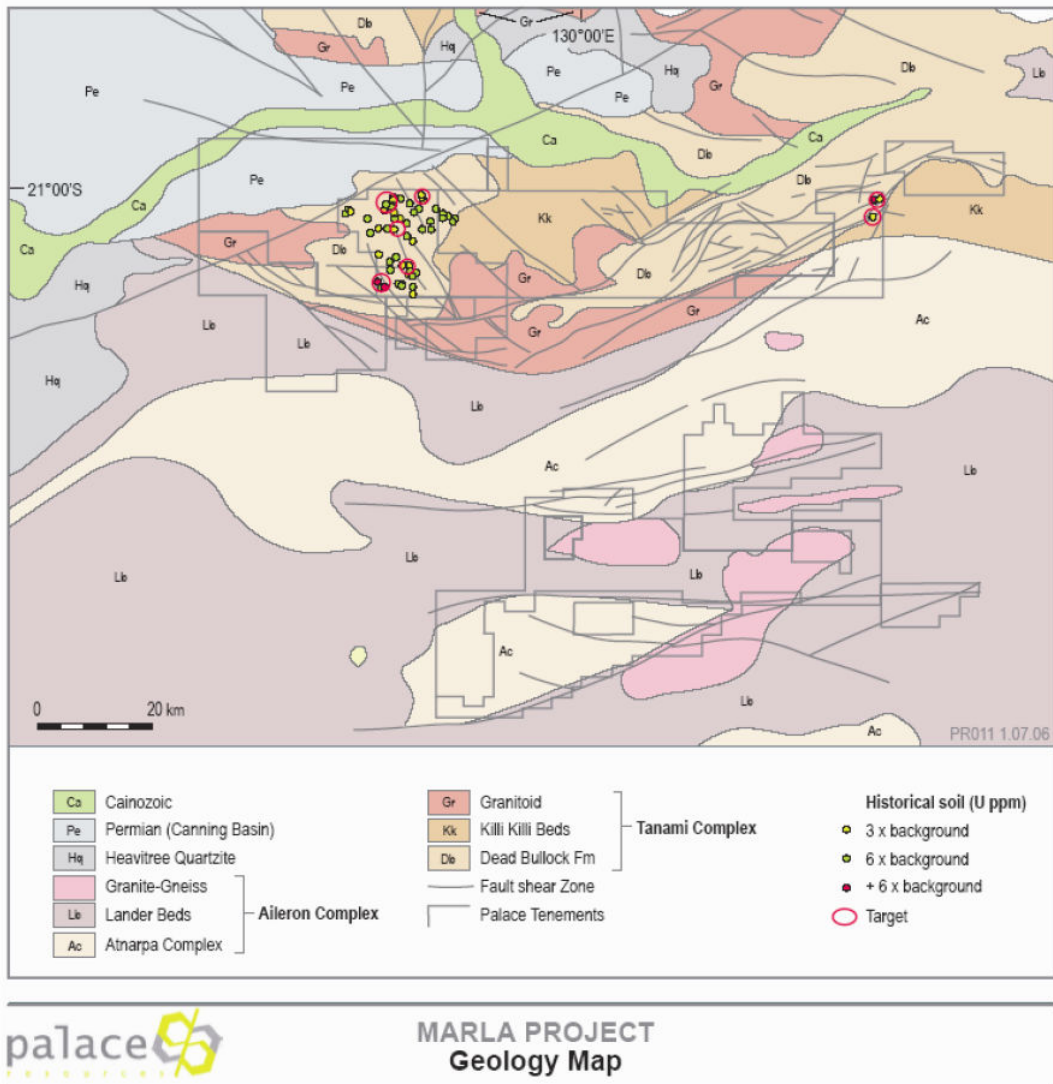 Gr
Db
130°00'E
Gr
Hq
Pe
Hq
Db
Lb
Pe
Pe
Pe
Gr
Ca
Ca
Db
21°00'S
Pe
Db
Ca
Kk
Kk
Ca
Gr
Db
Db
Hq
Gr
Lb
Gr
Ac
Lb
Gr
Hq
Lb
Ac
Lb
Lb
Lb
Lb
Ac
Lb
0 20 km
Ac
PR011 1.07.06
Ca Cainozoic
Pe Permian (Canning Basin)
Hq Heavitree Quartzite
Granite-Gneiss
Lb Lander Beds
Ac Atnarpa Complex
Aileron Complex
Gr Granitoid
Kk Killi Killi Beds
Db Dead Bullock Fm
Tanami Complex
Fault shear Zone
Palace Tenements
Historical soil (U ppm)
3 x background
6 x background
+ 6 x background
Target
palace
RESOURCES
MARLA PROJECT
Geology Map